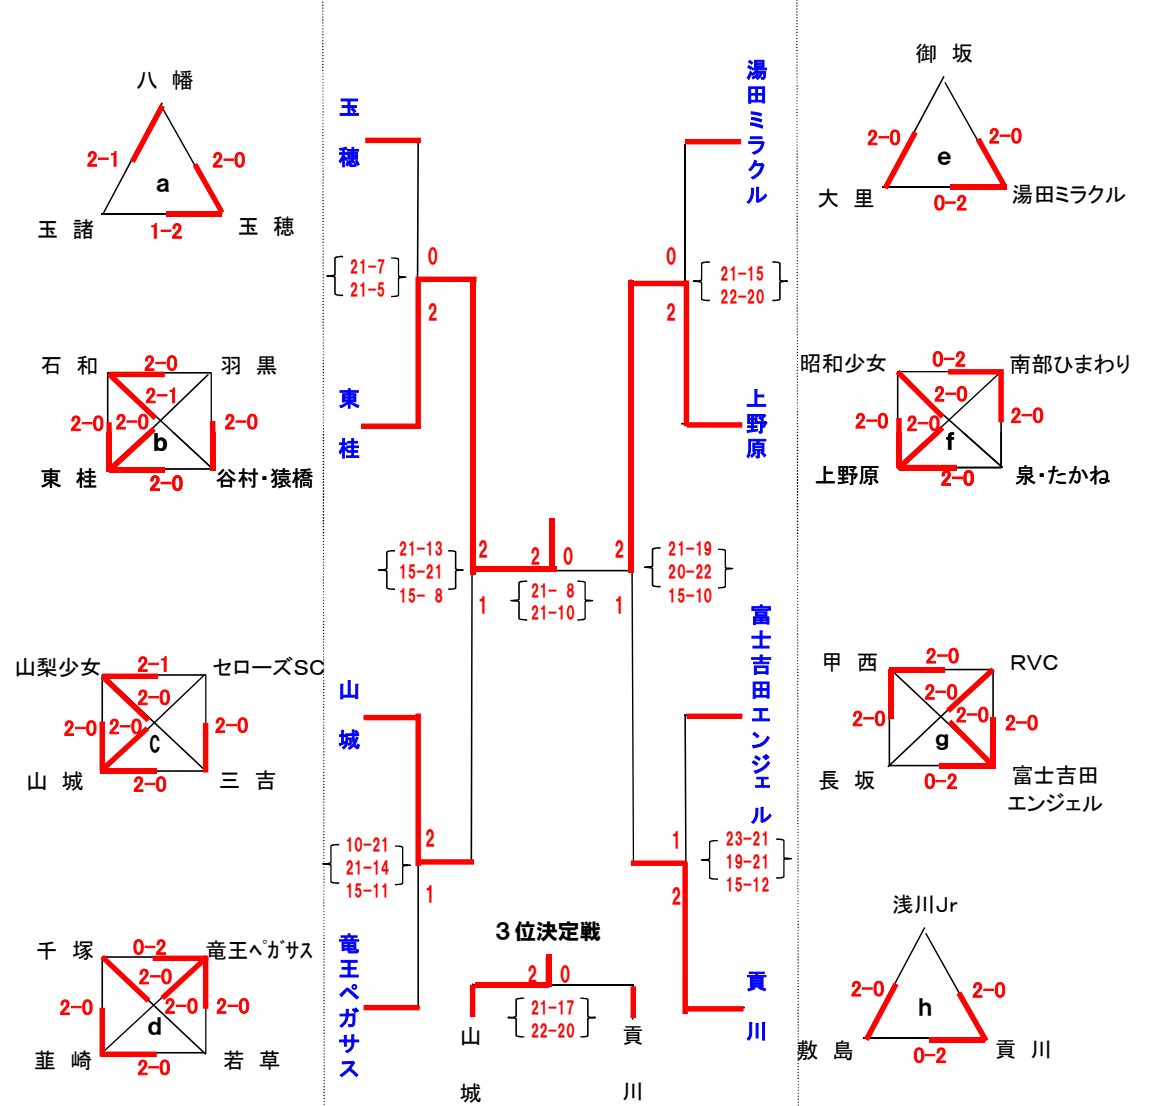 八 幡
2-1
2-0
a
玉 諸
1-2
玉 穂
石 和
2-0
羽 黒
2-1
2-0
2-0
2-0
b
東 桂
2-0
谷村・猿橋
山梨少女
2-1
セローズSC
2-0
2-0
2-0
2-0
c
山 城
2-0
三 吉
千 塚
0-2
竜王ペガサス
2-0
2-0
2-0
2-0
d
韮 崎
2-0
若 草
玉穂
0
21-7
21-5
2
東桂
21-13
15-21
15- 8
2
1
山城
10-21
21-14
15-11
2
1
竜王ペガサス
2
0
21- 8
21-10
3位決定戦
2
0
21-17
22-20
山城
貢川
湯田ミラクル
0
21-15
22-20
2
上野原
2
21-19
20-22
15-10
1
富士吉田エンジェル
1
23-21
19-21
15-12
2
貢川
御 坂
2-0
2-0
e
大 里
0-2
湯田ミラクル
昭和少女
0-2
南部ひまわり
2-0
2-0
2-0
2-0
f
上野原
2-0
泉・たかね
甲 西
2-0
RVC
2-0
2-0
2-0
2-0
g
長 坂
0-2
富士吉田
エンジェル
浅川Jr
2-0
2-0
h
敷 島
0-2
貢 川